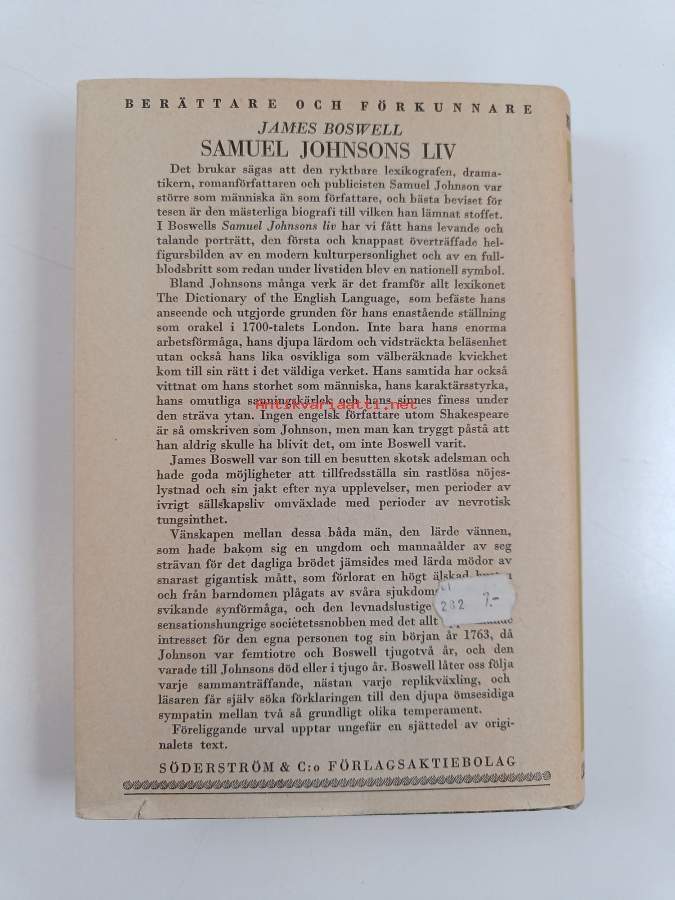 BERÄTTARE OCH FÖRKUNNARE
JAMES BOSWELL
SAMUEL JOHNSONS LIV
Det brukar sägas att den ryktbare lexikografen, drama-
tikern, romanförfattaren och publicisten Samuel Johnson var
större som människa än som författare, och bästa beviset för
tesen är den mästerliga biografi till vilken han lämnat stoffet.
I Boswells Samuel Johnsons liv har vi fått hans levande och
talande porträtt, den första och knappast överträffade hel-
figursbilden av en modern kulturpersonlighet och av en full-
blodsbritt som redan under livstiden blev en nationell symbol.
Bland Johnsons många verk är det framför allt lexikonet
The Dictionary of the English Language, som befäste hans
anseende och utgjorde grunden för hans enastående ställning
som orakel i 1700-talets London. Inte bara hans enorma
arbetsförmåga, hans djupa lärdom och vidsträckta beläsenhet
utan också hans lika osvikliga som välberäknade kvickhet
kom till sin rätt i det väldiga verket. Hans samtida har också
vittnat om hans storhet som människa, hans karaktärsstyrka,
hans omutliga sanningskärlek och hans sinnes finess under
Antikvariaatti.net
den sträva ytan. Ingen engelsk författare utom Shakespeare
är så omskriven som Johnson, men man kan tryggt påstå att
han aldrig skulle ha blivit det, om inte Boswell varit.
James Boswell var son till en besutten skotsk adelsman och
hade goda möjligheter att tillfredsställa sin rastlösa nöjes-
lystnad och sin jakt efter nya upplevelser, men perioder av
ivrigt sällskapsliv omväxlade med perioder av nevrotisk
tungsinthet.
Vänskapen mellan dessa båda män, den lärde vännen,
som hade bakom sig en ungdom och mannaålder av seg
strävan för det dagliga brödet jämsides med lärda mödor av
snarast gigantisk mått, som förlorat en högt älskad
och från barndomen plågats av svåra
svikande synförmåga, och den levnadslustige
282 7.-
sensationshungrige societetssnobben med det allt
intresset för den egna personen tog sin början år 1763, då
Johnson var femtiotre och Boswell tjugotvå år, och den
varade till Johnsons död eller i tjugo år. Boswell låter oss följa
varje sammanträffande, nästan varje replikväxling, och
läsaren får själv söka förklaringen till den djupa ömsesidiga
sympatin mellan två så grundligt olika temperament.
Föreliggande urval upptar ungefär en sjättedel av origi-
nalets text.
SÖDERSTRÖM & C:o FÖRLAGSAKTIEBOLAG